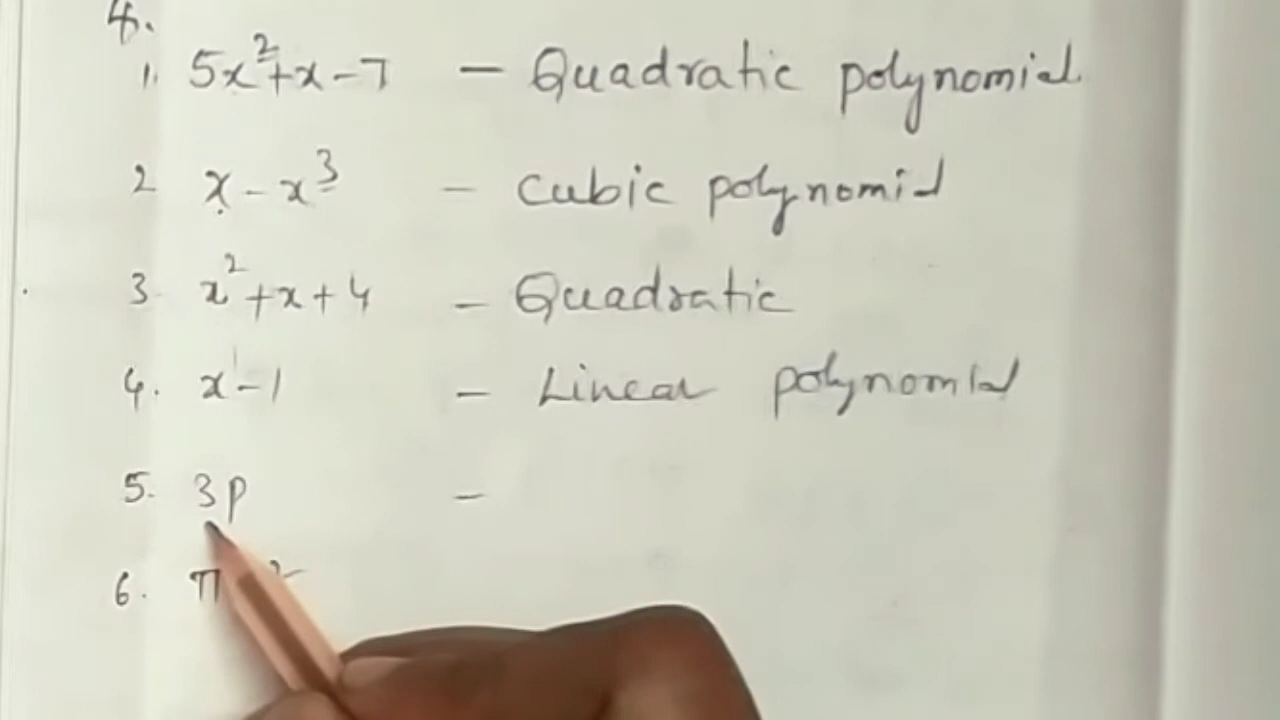 4.
1. 5x²+x-7 - Quadratic polynomial.
2 x - x³ - cubic polynomial
3. x²+x+4 - Quadratic
4. x¹-1 - Linear polynomial
5. 3p -
6. π ²